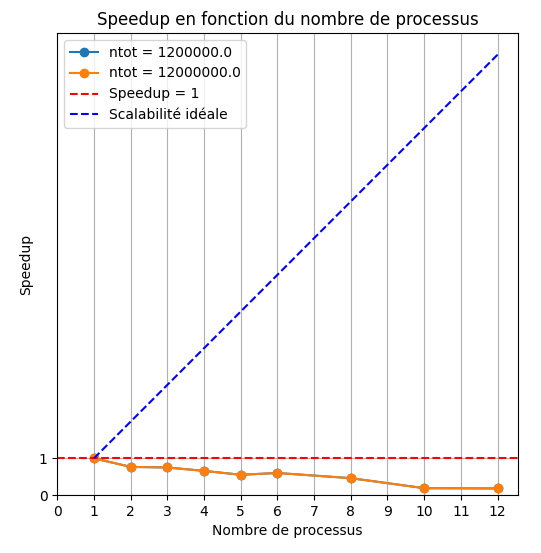 Speedup en fonction du nombre de processus
ntot = 1200000.0
ntot = 12000000.0
Speedup = 1
Scalabilité idéale
Speedup
1
0
0 1 2 3 4 5 6 7 8 9 10 11 12
Nombre de processus